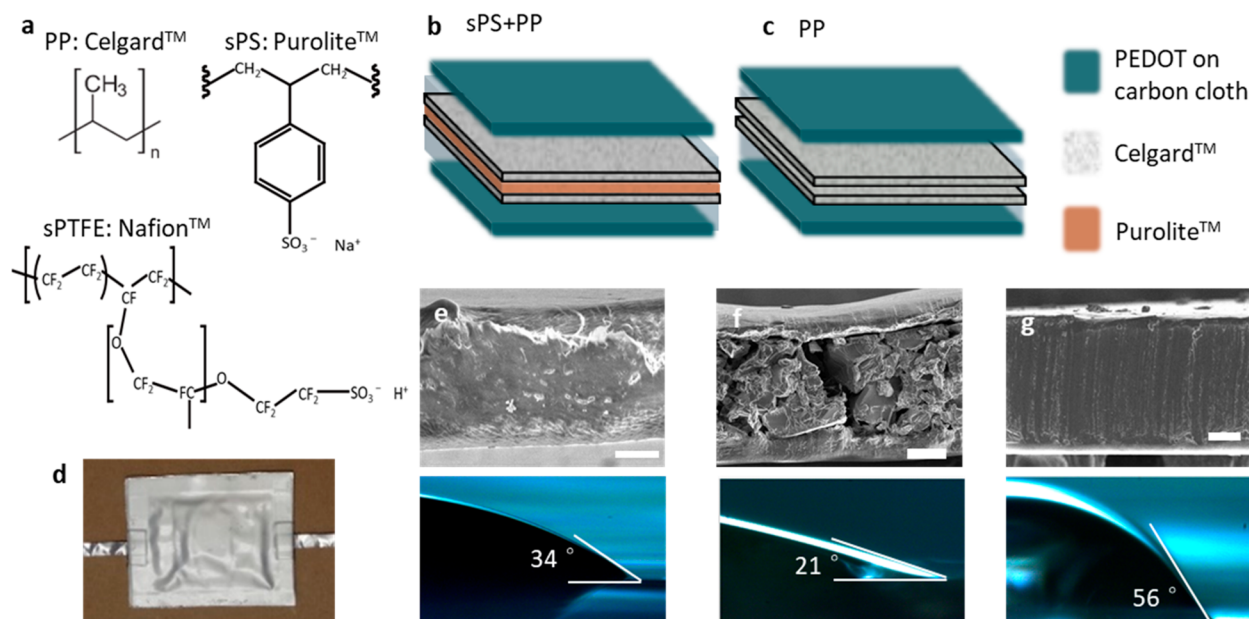 a
PP: Celgard™
CH₃
n
sPS: Purolite™
CH₂ CH₂
SO₃⁻ Na⁺
sPTFE: Nafion™
CF₂ CF₂ CF₂
CF
O
CF₂ FC O CF₂ CF₂ SO₃⁻ H⁺
b sPS+PP
c PP
PEDOT on
carbon cloth
Celgard™
Purolite™
d
e
f
g
34 °
21 °
56 °